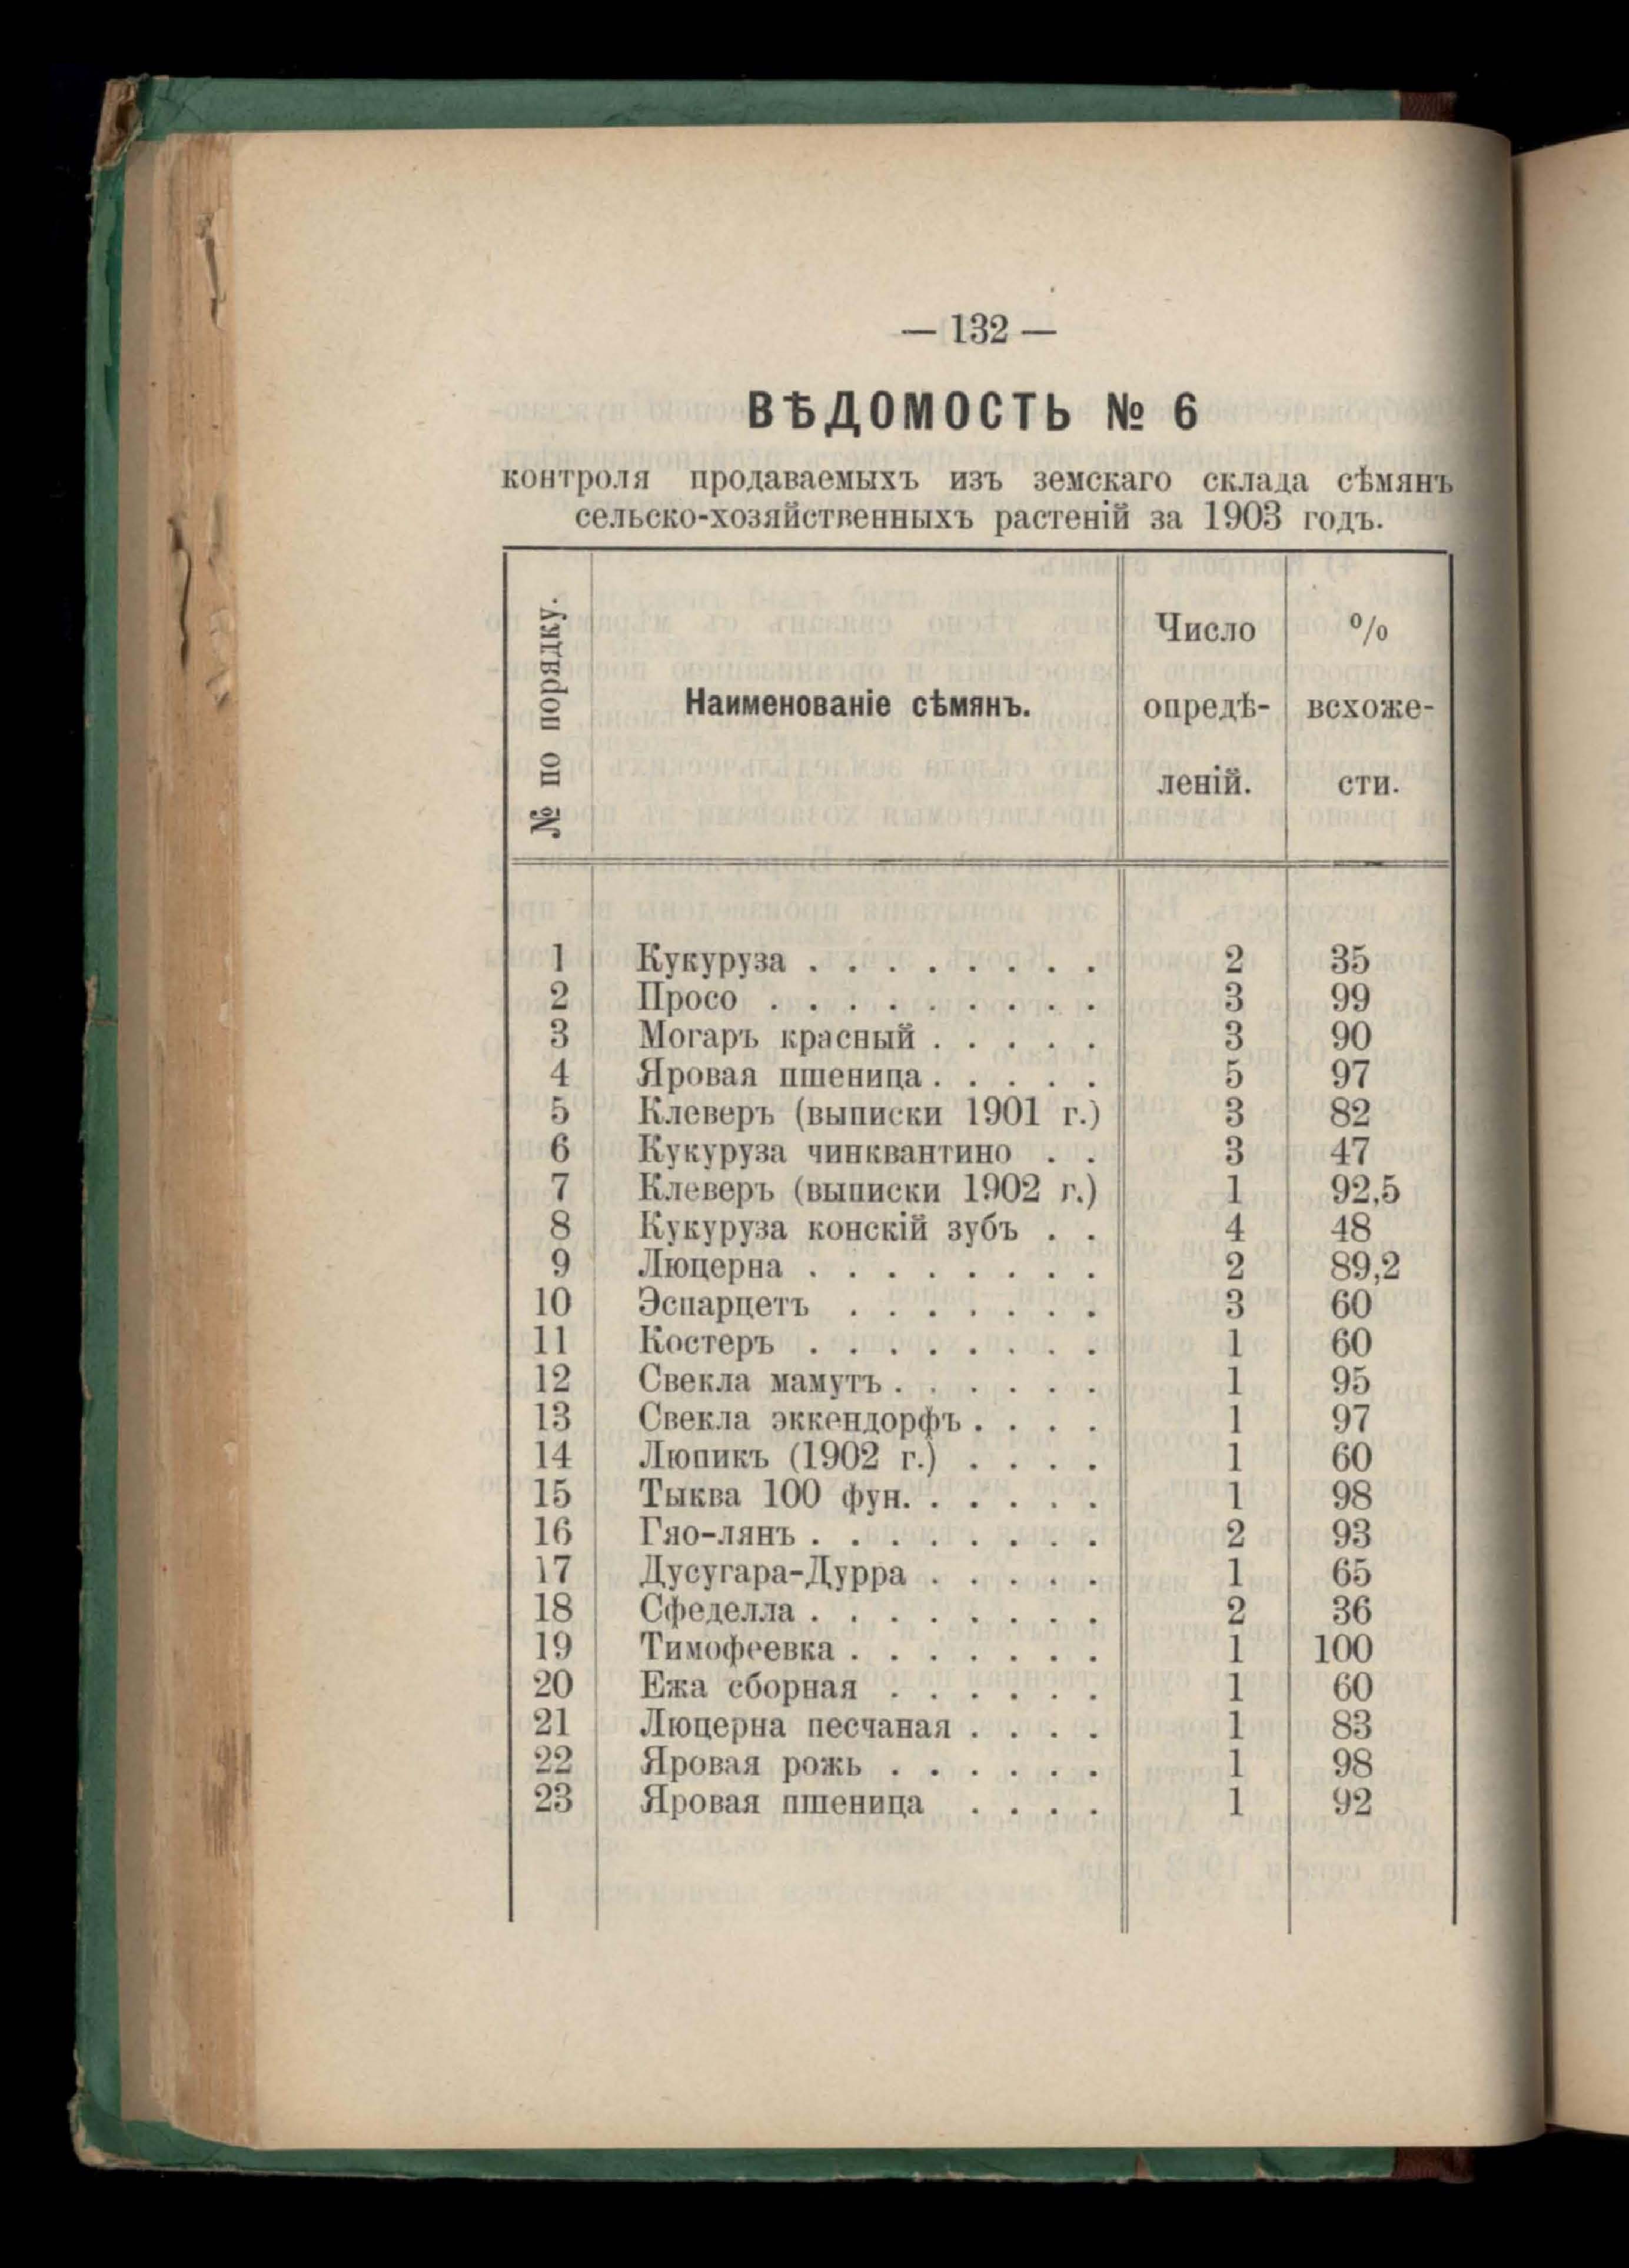 — 132 —
ВѢДОМОСТЬ № 6
контроля продаваемыхъ изъ земскаго склада сѣмянъ
сельско-хозяйственныхъ растеній за 1903 годъ.
№ по порядку.
Наименованіе сѣмянъ.
Число опредѣ-леній.
% всхоже-сти.
1 Кукуруза . . . . . . . . 2 35
2 Просо . . . . . . . . . 3 99
3 Могаръ красный . . . . . 3 90
4 Яровая пшеница . . . . . 5 97
5 Клеверъ (выписки 1901 г.) 3 82
6 Кукуруза чинквантино . . 3 47
7 Клеверъ (выписки 1902 г.) 1 92,5
8 Кукуруза конскій зубъ . . 4 48
9 Люцерна . . . . . . . . 2 89,2
10 Эспарцетъ . . . . . . . 3 60
11 Костеръ . . . . . . . . 1 60
12 Свекла мамутъ . . . . . . 1 95
13 Свекла эккендорфъ . . . . 1 97
14 Люпикъ (1902 г.) . . . . 1 60
15 Тыква 100 фун. . . . . . 1 98
16 Гяо-лянъ . . . . . . . . 2 93
17 Дусугара-Дурра . . . . . 1 65
18 Сфеделла . . . . . . . . 2 36
19 Тимофеевка . . . . . . . 1 100
20 Ежа сборная . . . . . . 1 60
21 Люцерна песчаная . . . . 1 83
22 Яровая рожь . . . . . . 1 98
23 Яровая пшеница . . . . 1 92